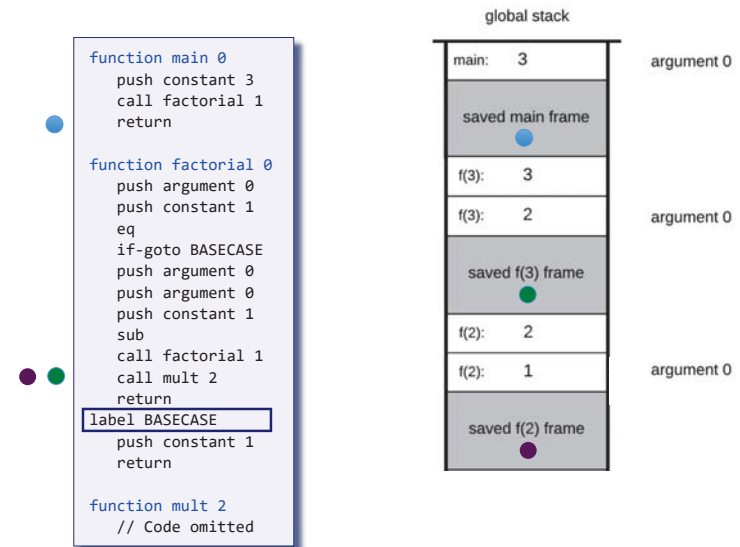 function main 0
push constant 3
call factorial 1
return
function factorial 0
push argument 0
push constant 1
eq
if-goto BASECASE
push argument 0
push argument 0
push constant 1
sub
call factorial 1
call mult 2
return
label BASECASE
push constant 1
return
function mult 2
// Code omitted
global stack
main: 3 argument 0
saved main frame
f(3): 3
f(3): 2 argument 0
saved f(3) frame
f(2): 2
f(2): 1 argument 0
saved f(2) frame